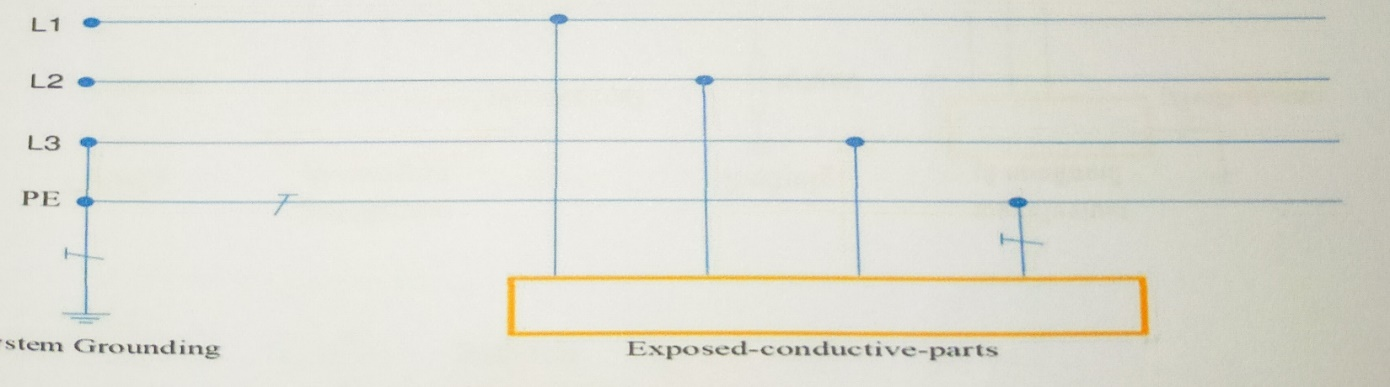 L1
L2
L3
PE
stem Grounding
Exposed-conductive-parts